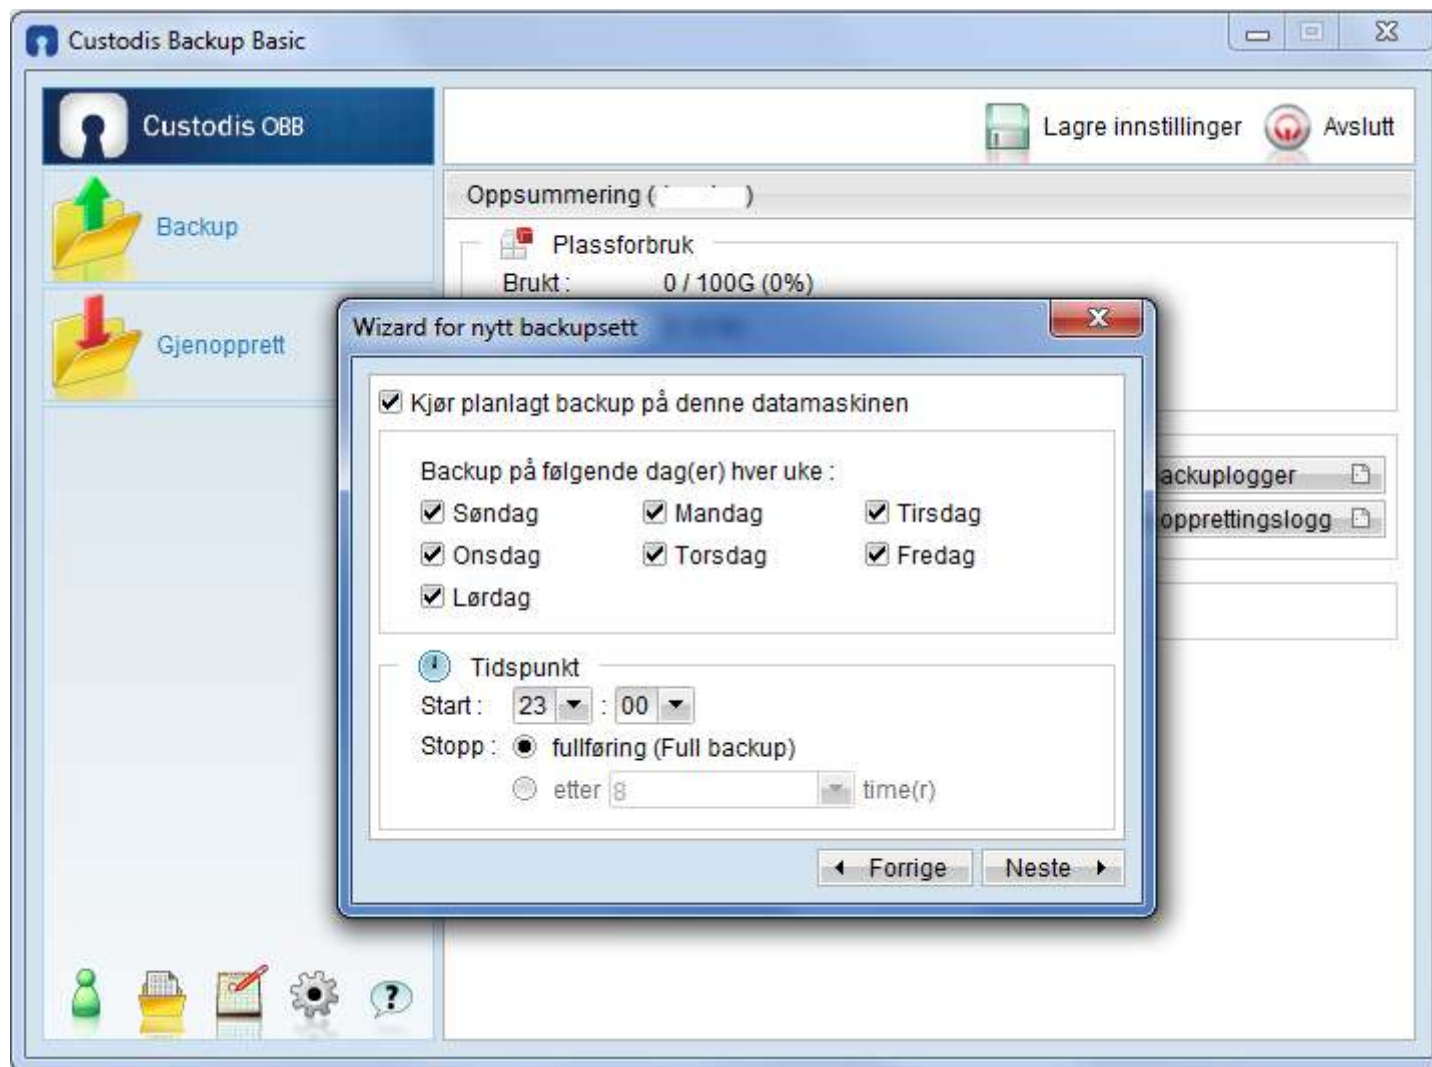 Custodis Backup Basic
Custodis OBB
Lagre innstillinger
Avslutt
Backup
Gjenopprett
Oppsummering ( )
Plassforbruk
Brukt : 0 / 100G (0%)
Wizard for nytt backupsett
Kjør planlagt backup på denne datamaskinen
Backup på følgende dag(er) hver uke :
Søndag Mandag Tirsdag
Onsdag Torsdag Fredag
Lørdag
Tidspunkt
Start : 23 : 00
Stopp : fullføring (Full backup)
etter 8 time(r)
Forrige Neste
ackuplogger
opprettingslogg